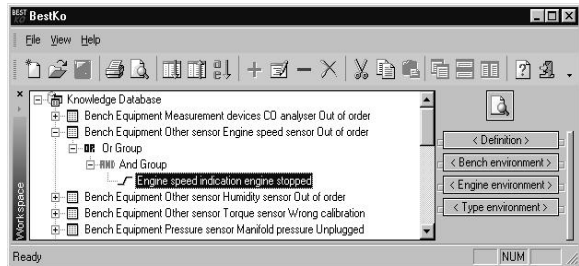 BEST KO BestKo
File View Help
Knowledge Database
Bench Equipment Measurement devices CO analyser Out of order
Bench Equipment Other sensor Engine speed sensor Out of order
OR Or Group
AND And Group
Engine speed indication engine stopped
Bench Equipment Other sensor Humidity sensor Out of order
Bench Equipment Other sensor Torque sensor Wrong calibration
Bench Equipment Pressure sensor Manifold pressure Unplugged
Workspace
< Definition >
< Bench environment >
< Engine environment >
< Type environment >
Ready NUM